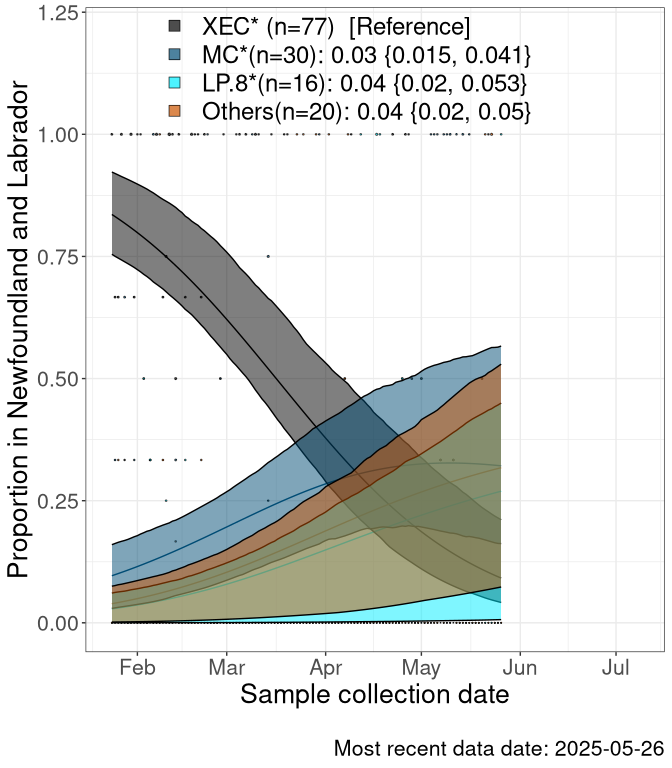 XEC* (n=77) [Reference]
MC*(n=30): 0.03 {0.015, 0.041}
LP.8*(n=16): 0.04 {0.02, 0.053}
Others(n=20): 0.04 {0.02, 0.05}
Proportion in Newfoundland and Labrador
1.25
1.00
0.75
0.50
0.25
0.00
Feb Mar Apr May Jun Jul
Sample collection date
Most recent data date: 2025-05-26